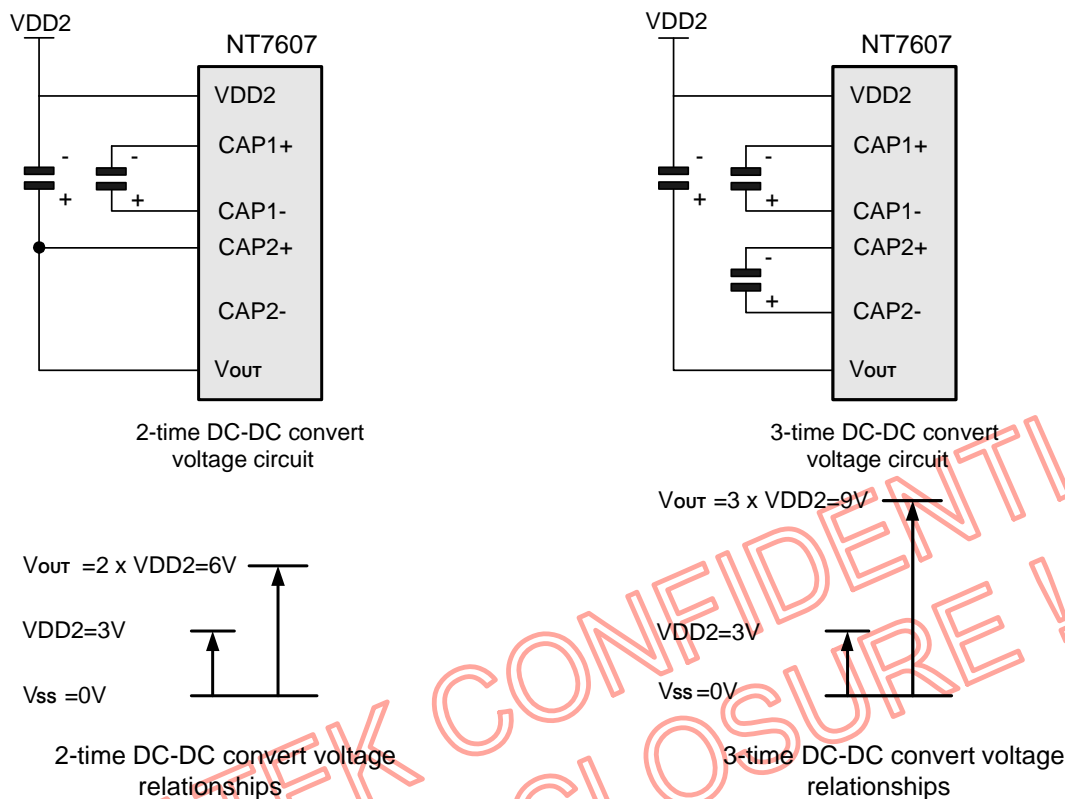 VDD2
NT7607
VDD2
CAP1+
-
+
-
+
CAP1-
CAP2+
CAP2-
VOUT
2-time DC-DC convert
voltage circuit
VOUT =2 x VDD2=6V
VDD2=3V
VSS =0V
2-time DC-DC convert voltage
relationships
VDD2
NT7607
VDD2
CAP1+
-
+
-
+
CAP1-
CAP2+
-
+
CAP2-
VOUT
3-time DC-DC convert
voltage circuit
VOUT = 3 x VDD2=9V
VDD2=3V
VSS=0V
3-time DC-DC convert voltage
relationships